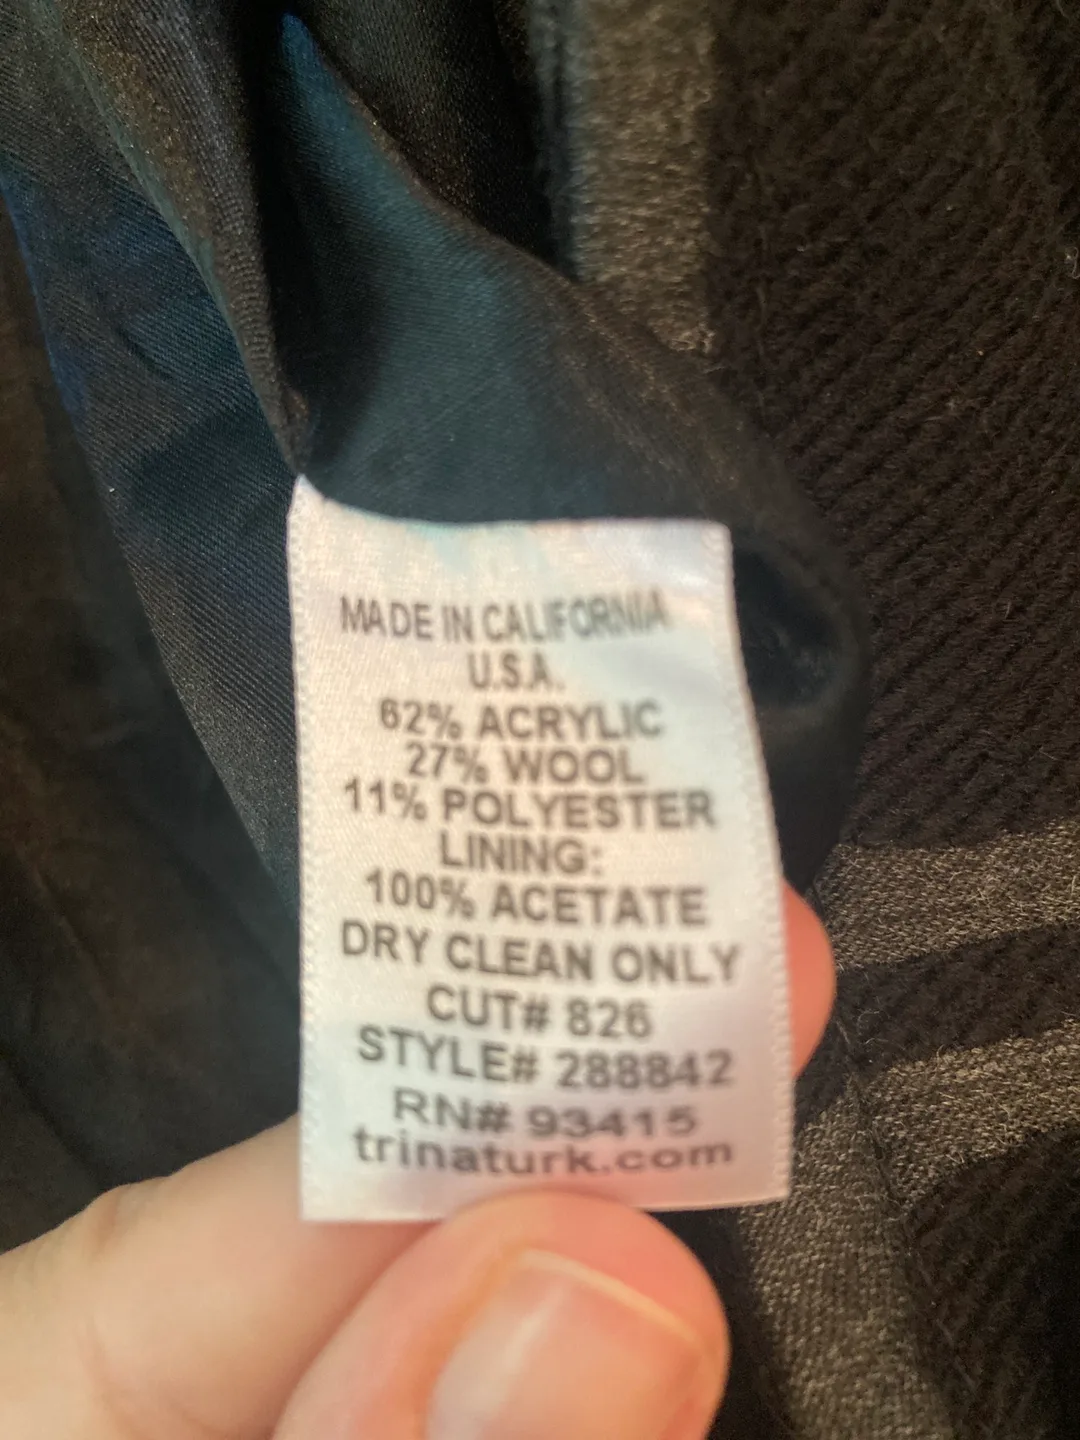 MADE IN CALIFORNIA
U.S.A.
62% ACRYLIC
27% WOOL
11% POLYESTER
LINING:
100% ACETATE
DRY CLEAN ONLY
CUT# 826
STYLE# 288842
RN# 93415
trinaturk.com